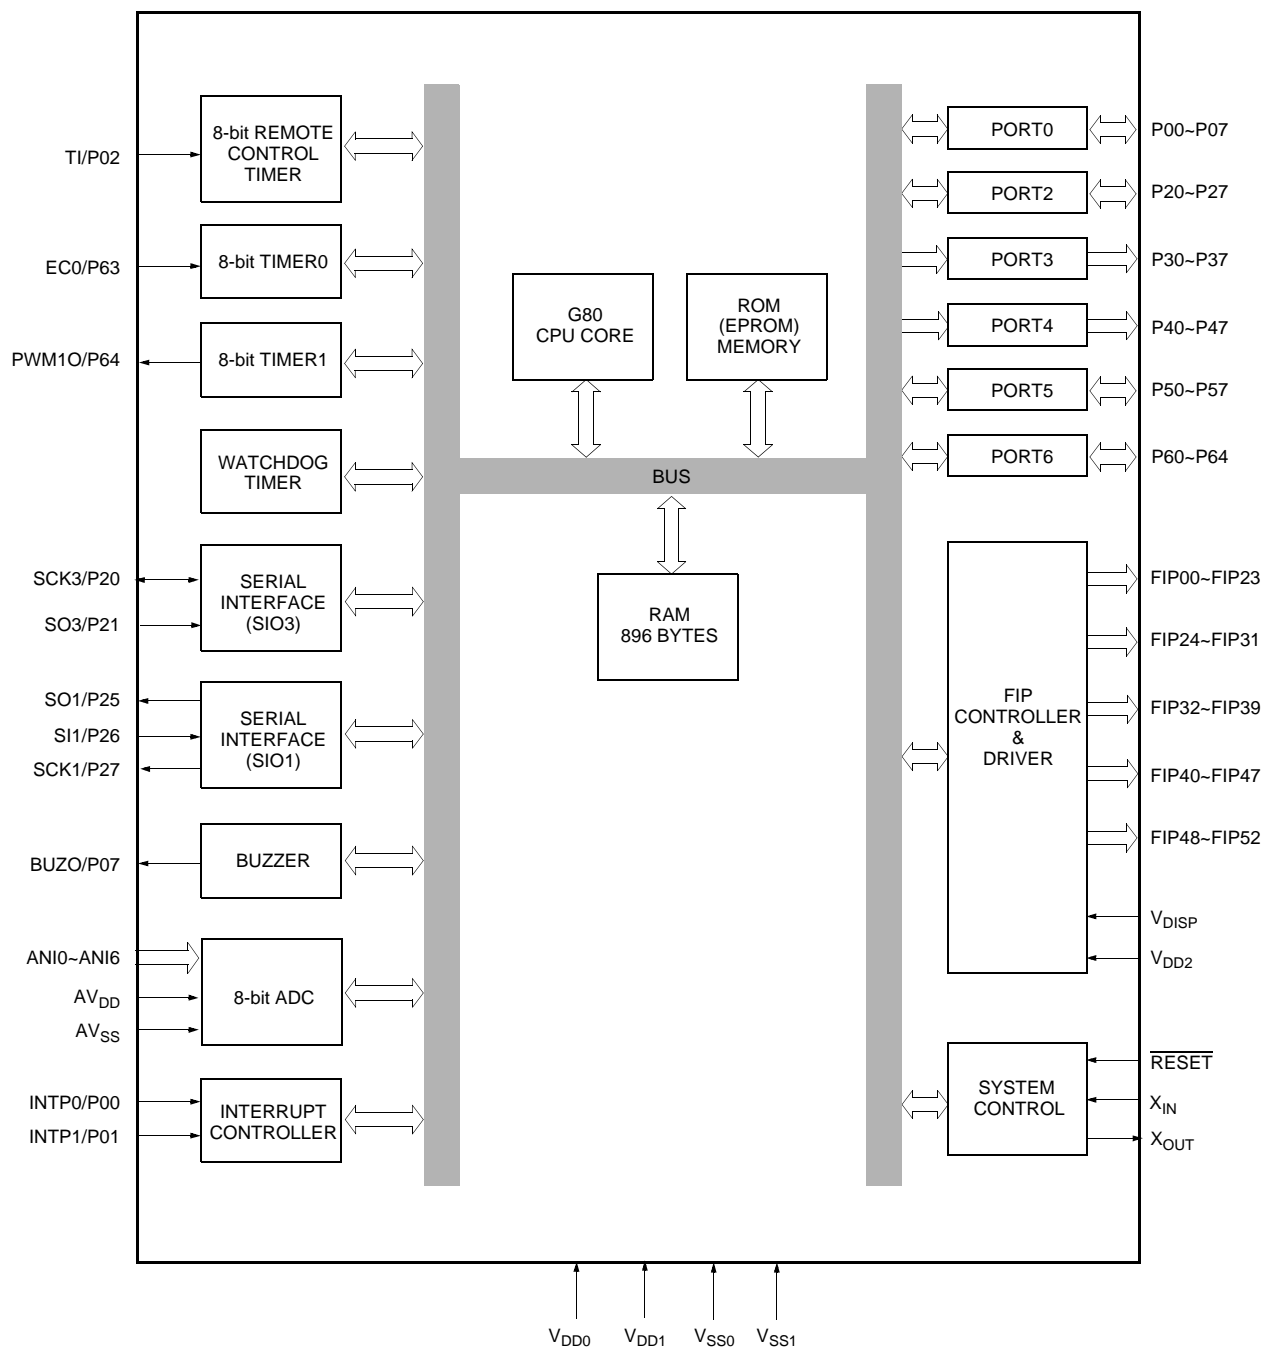 TI/P02
8-bit REMOTE
CONTROL
TIMER
EC0/P63
8-bit TIMER0
PWM1O/P64
8-bit TIMER1
WATCHDOG
TIMER
SCK3/P20
SO3/P21
SERIAL
INTERFACE
(SIO3)
SO1/P25
SI1/P26
SCK1/P27
SERIAL
INTERFACE
(SIO1)
BUZO/P07
BUZZER
ANI0~ANI6
AVDD
AVSS
8-bit ADC
INTP0/P00
INTP1/P01
INTERRUPT
CONTROLLER
G80
CPU CORE
ROM
(EPROM)
MEMORY
BUS
RAM
896 BYTES
PORT0
P00~P07
PORT2
P20~P27
PORT3
P30~P37
PORT4
P40~P47
PORT5
P50~P57
PORT6
P60~P64
FIP
CONTROLLER
&
DRIVER
FIP00~FIP23
FIP24~FIP31
FIP32~FIP39
FIP40~FIP47
FIP48~FIP52
VDISP
VDD2
SYSTEM
CONTROL
RESET
XIN
XOUT
VDD0
VDD1
VSS0
VSS1